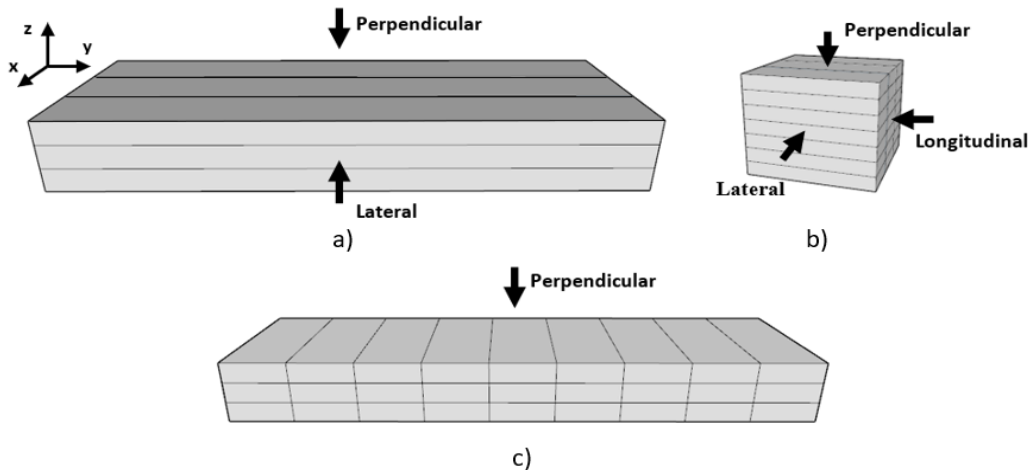 Perpendicular
z
y
x
Lateral
a)
Perpendicular
Longitudinal
Lateral
b)
Perpendicular
c)